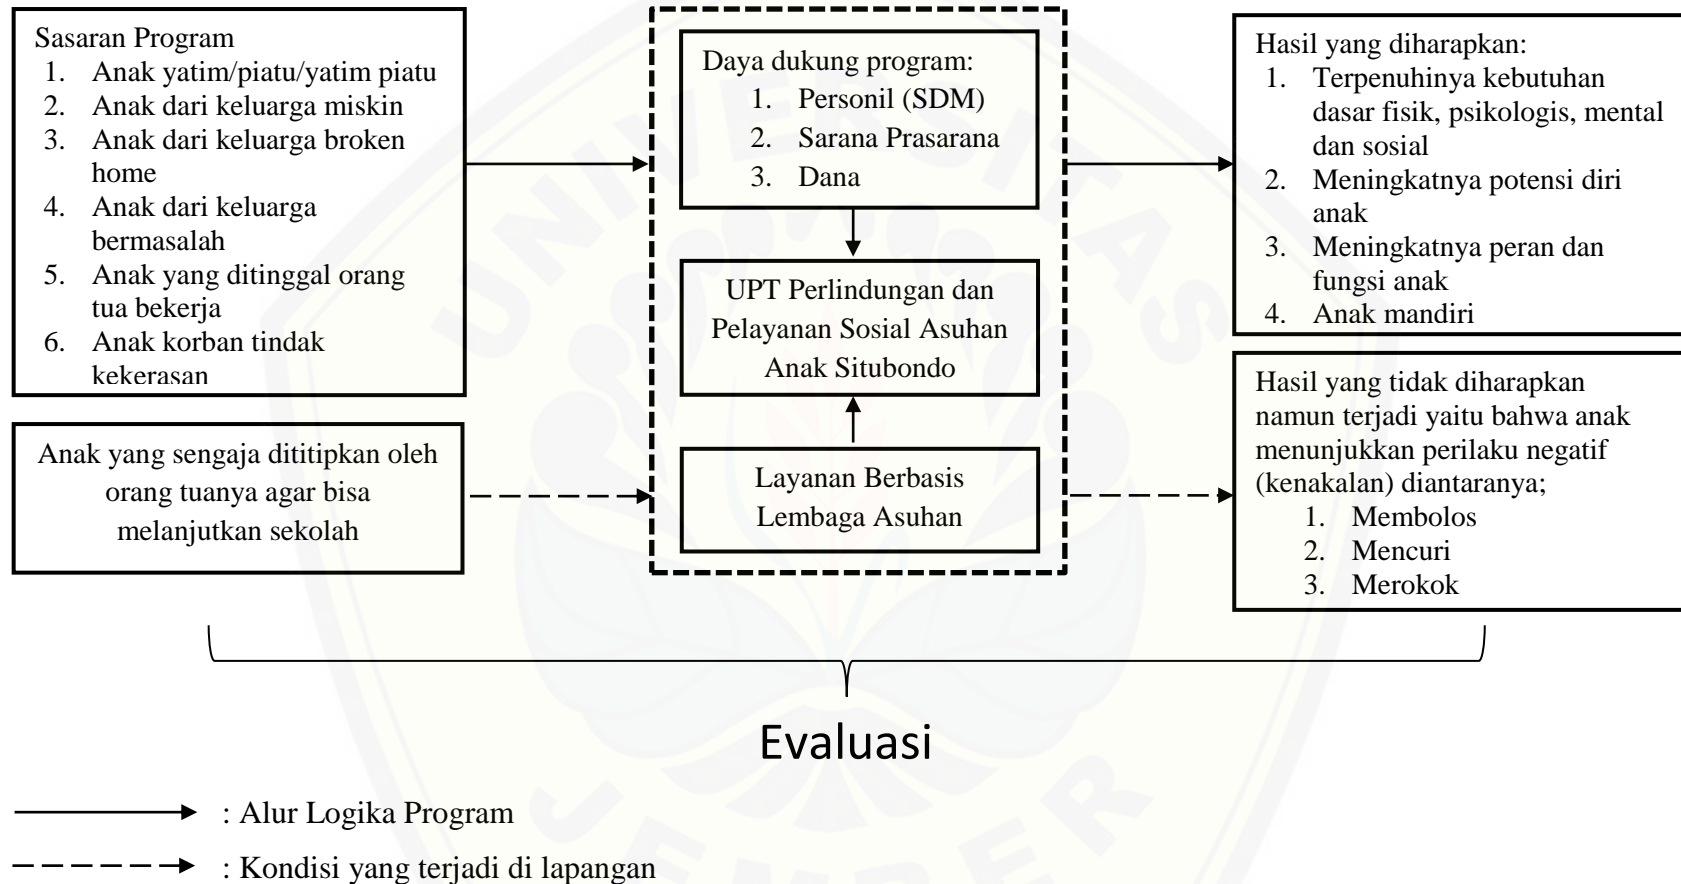 Sasaran Program
1. Anak yatim/piatu/yatim piatu
2. Anak dari keluarga miskin
3. Anak dari keluarga broken
home
4. Anak dari keluarga
bermasalah
5. Anak yang ditinggal orang
tua bekerja
6. Anak korban tindak
kekerasan
Anak yang sengaja dititipkan oleh
orang tuanya agar bisa
melanjutkan sekolah
Daya dukung program:
1. Personil (SDM)
2. Sarana Prasarana
3. Dana
UPT Perlindungan dan
Pelayanan Sosial Asuhan
Anak Situbondo
Layanan Berbasis
Lembaga Asuhan
Hasil yang diharapkan:
1. Terpenuhinya kebutuhan
dasar fisik, psikologis, mental
dan sosial
2. Meningkatnya potensi diri
anak
3. Meningkatnya peran dan
fungsi anak
4. Anak mandiri
Hasil yang tidak diharapkan
namun terjadi yaitu bahwa anak
menunjukkan perilaku negatif
(kenakalan) diantaranya;
1. Membolos
2. Mencuri
3. Merokok
Evaluasi
: Alur Logika Program
: Kondisi yang terjadi di lapangan
UNIVERSITAS
JEMBER